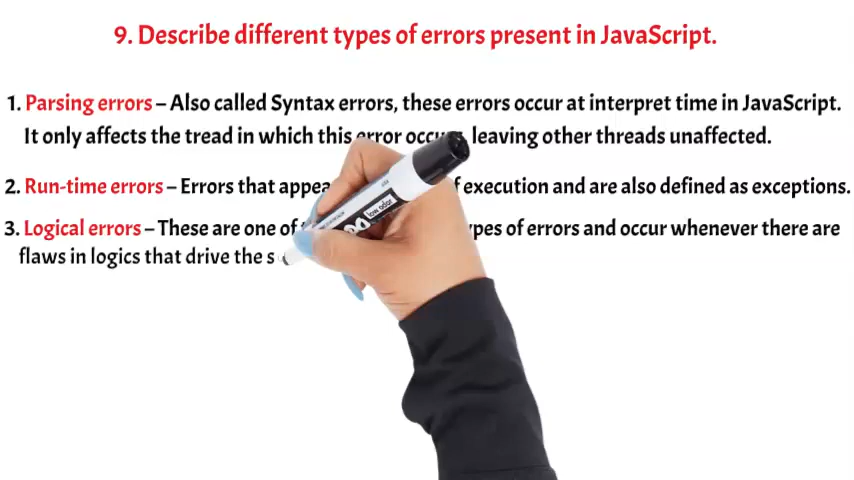 9. Describe different types of errors present in JavaScript.
1. Parsing errors – Also called Syntax errors, these errors occur at interpret time in JavaScript.
It only affects the tread in which this error leaving other threads unaffected.
2. Run-time errors – Errors that execution and are also defined as exceptions.
3. Logical errors – These are one of of errors and occur whenever there are
flaws in logics that drive the s
low odor